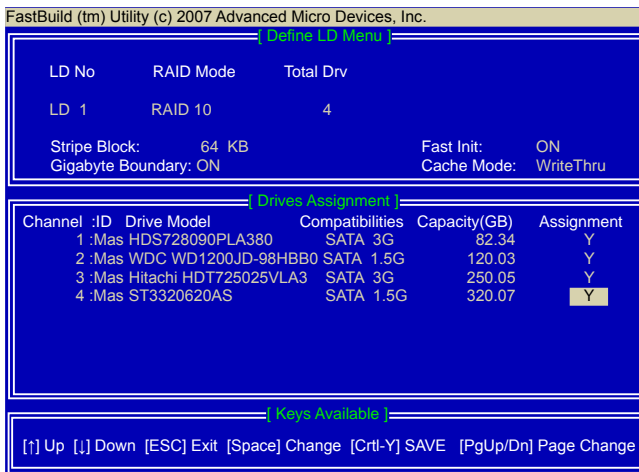 FastBuild (tm) Utility (c) 2007 Advanced Micro Devices, Inc.
[ Define LD Menu ]
LD No RAID Mode Total Drv
LD 1 RAID 10 4
Stripe Block: 64 KB Fast Init: ON
Gigabyte Boundary: ON Cache Mode: WriteThru
[ Drives Assignment ]
Channel :ID Drive Model Compatibilities Capacity(GB) Assignment
1 :Mas HDS728090PLA380 SATA 3G 82.34 Y
2 :Mas WDC WD1200JD-98HBB0 SATA 1.5G 120.03 Y
3 :Mas Hitachi HDT725025VLA3 SATA 3G 250.05 Y
4 :Mas ST3320620AS SATA 1.5G 320.07 Y
[ Keys Available ]
[↑] Up [↓] Down [ESC] Exit [Space] Change [Crtl-Y] SAVE [PgUp/Dn] Page Change